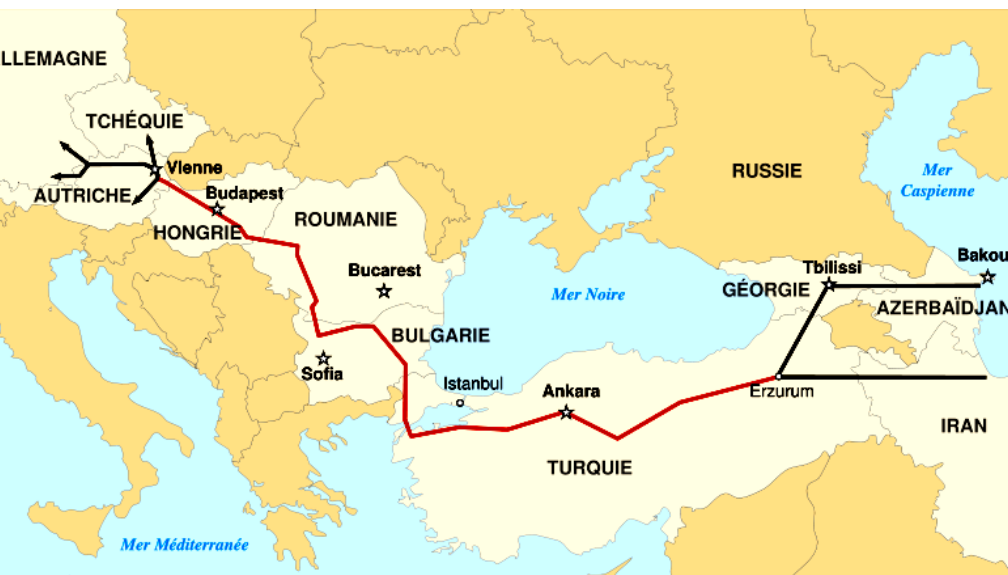 LLEMAGNE
TCHÉQUIE
Vienne
AUTRICHE
Budapest
HONGRIE
ROUMANIE
Bucarest
BULGARIE
Sofia
Istanbul
Ankara
TURQUIE
Erzurum
Mer Noire
RUSSIE
Mer
Caspienne
Tbilissi
GÉORGIE
Bakou
AZERBAÏDJAN
IRAN
Mer Méditerranée